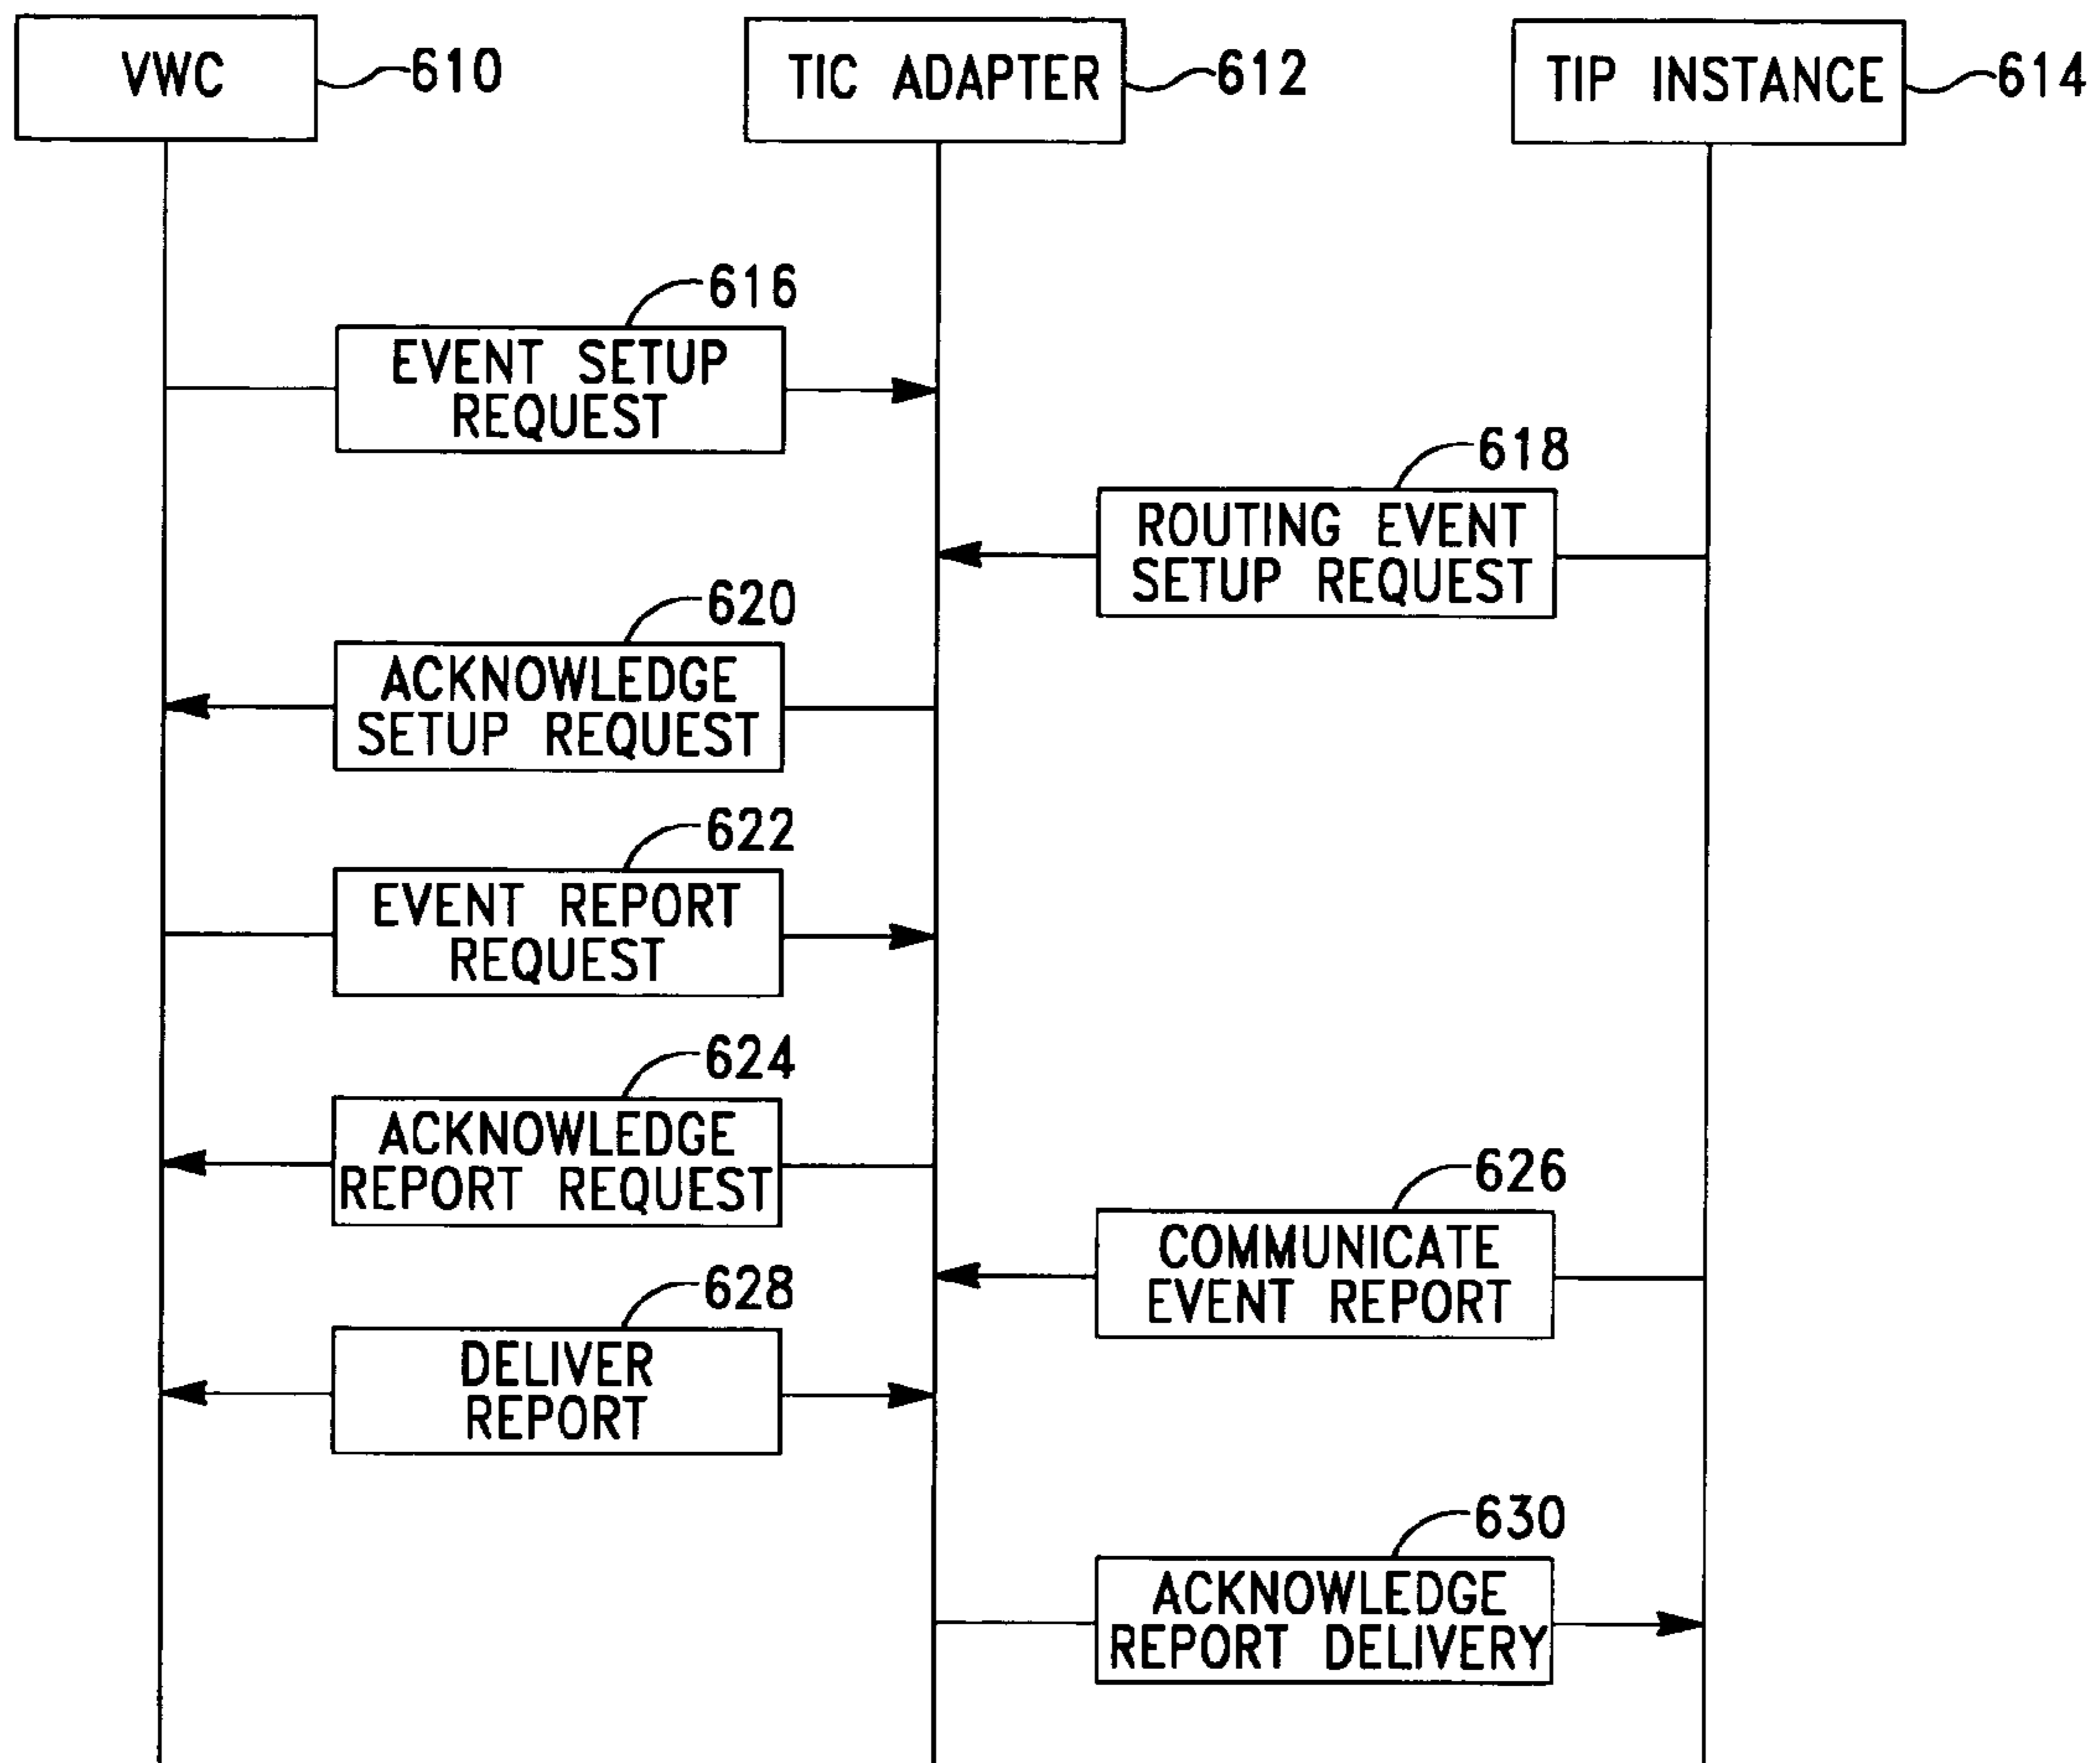 VWC
610
TIC ADAPTER
612
TIP INSTANCE
614
616
EVENT SETUP
REQUEST
618
ROUTING EVENT
SETUP REQUEST
620
ACKNOWLEDGE
SETUP REQUEST
622
EVENT REPORT
REQUEST
624
ACKNOWLEDGE
REPORT REQUEST
626
COMMUNICATE
EVENT REPORT
628
DELIVER
REPORT
630
ACKNOWLEDGE
REPORT DELIVERY